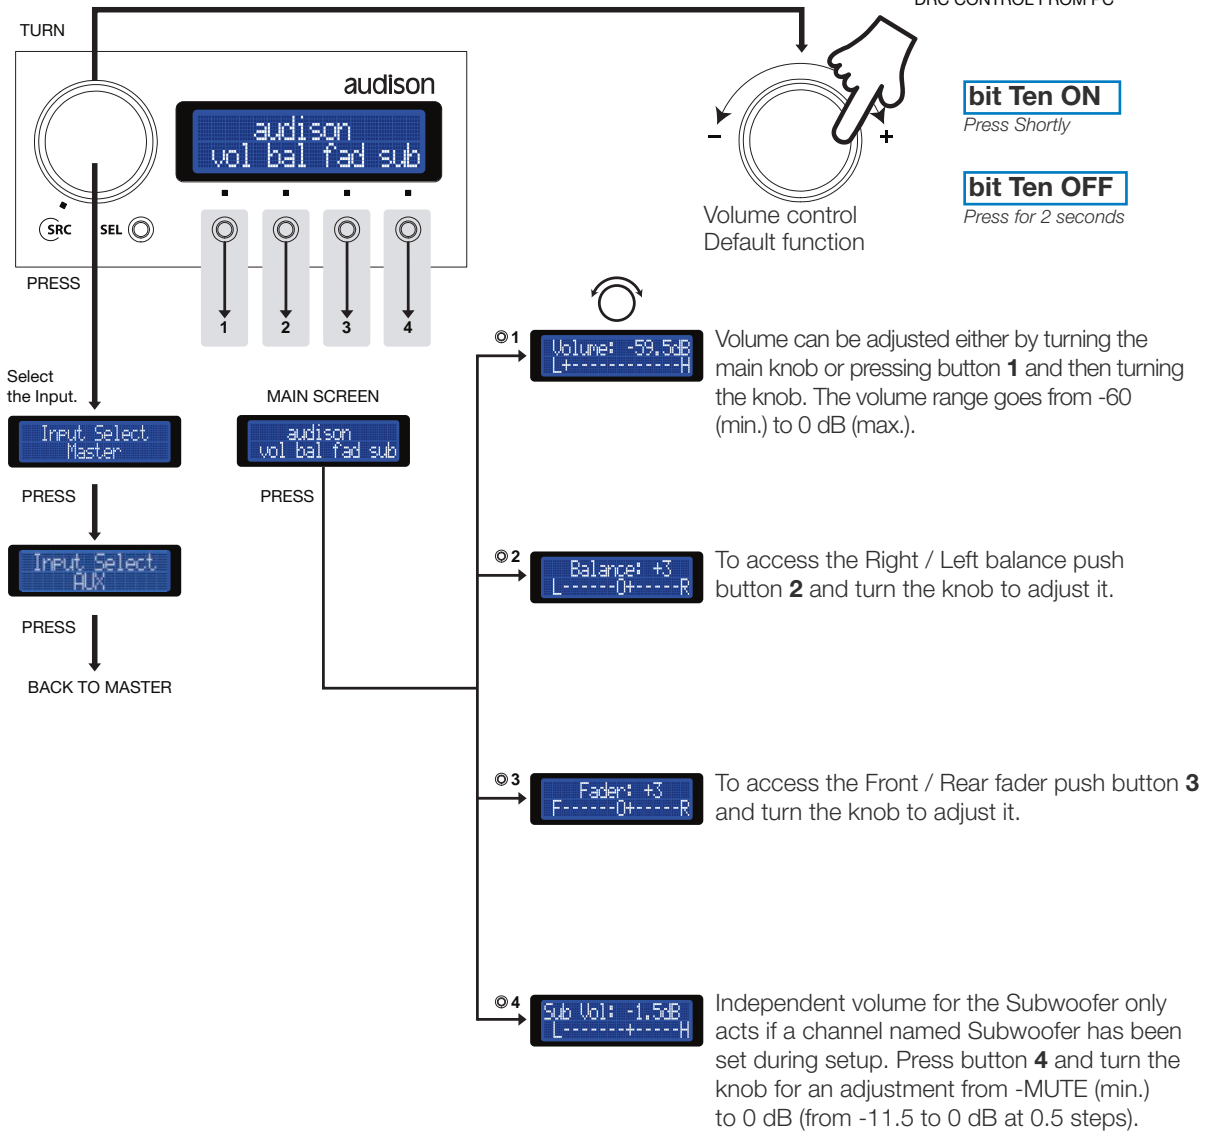 DRC CONTROL FROM PC
TURN
audison
audison
vol bal fad sub
SRC
SEL
1
2
3
4
PRESS
-
+
Volume control
Default function
bit Ten ON
Press Shortly
bit Ten OFF
Press for 2 seconds
Select
the Input.
Input Select
Master
PRESS
Input Select
AUX
PRESS
BACK TO MASTER
MAIN SCREEN
audison
vol bal fad sub
PRESS
1
Volume: -59.5dB
L+------------H
Volume can be adjusted either by turning the
main knob or pressing button 1 and then turning
the knob. The volume range goes from -60
(min.) to 0 dB (max.).
2
Balance: +3
L------0+-----R
To access the Right / Left balance push
button 2 and turn the knob to adjust it.
3
Fader: +3
F------0+-----R
To access the Front / Rear fader push button 3
and turn the knob to adjust it.
4
Sub Vol: -1.5dB
L-------+-----H
Independent volume for the Subwoofer only
acts if a channel named Subwoofer has been
set during setup. Press button 4 and turn the
knob for an adjustment from -MUTE (min.)
to 0 dB (from -11.5 to 0 dB at 0.5 steps).